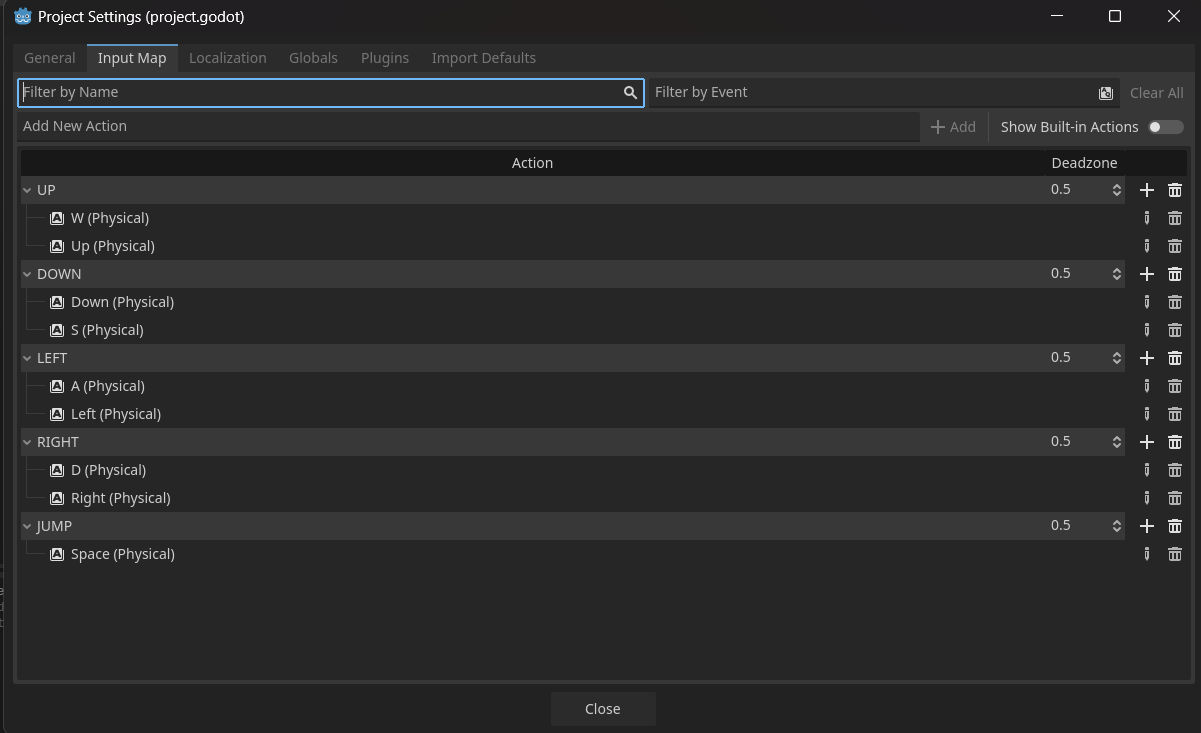 Project Settings (project.godot)
General Input Map Localization Globals Plugins Import Defaults
Filter by Name Filter by Event Clear All
Add New Action Add Show Built-in Actions
Action Deadzone
UP 0.5
W (Physical)
Up (Physical)
DOWN 0.5
Down (Physical)
S (Physical)
LEFT 0.5
A (Physical)
Left (Physical)
RIGHT 0.5
D (Physical)
Right (Physical)
JUMP 0.5
Space (Physical)
Close